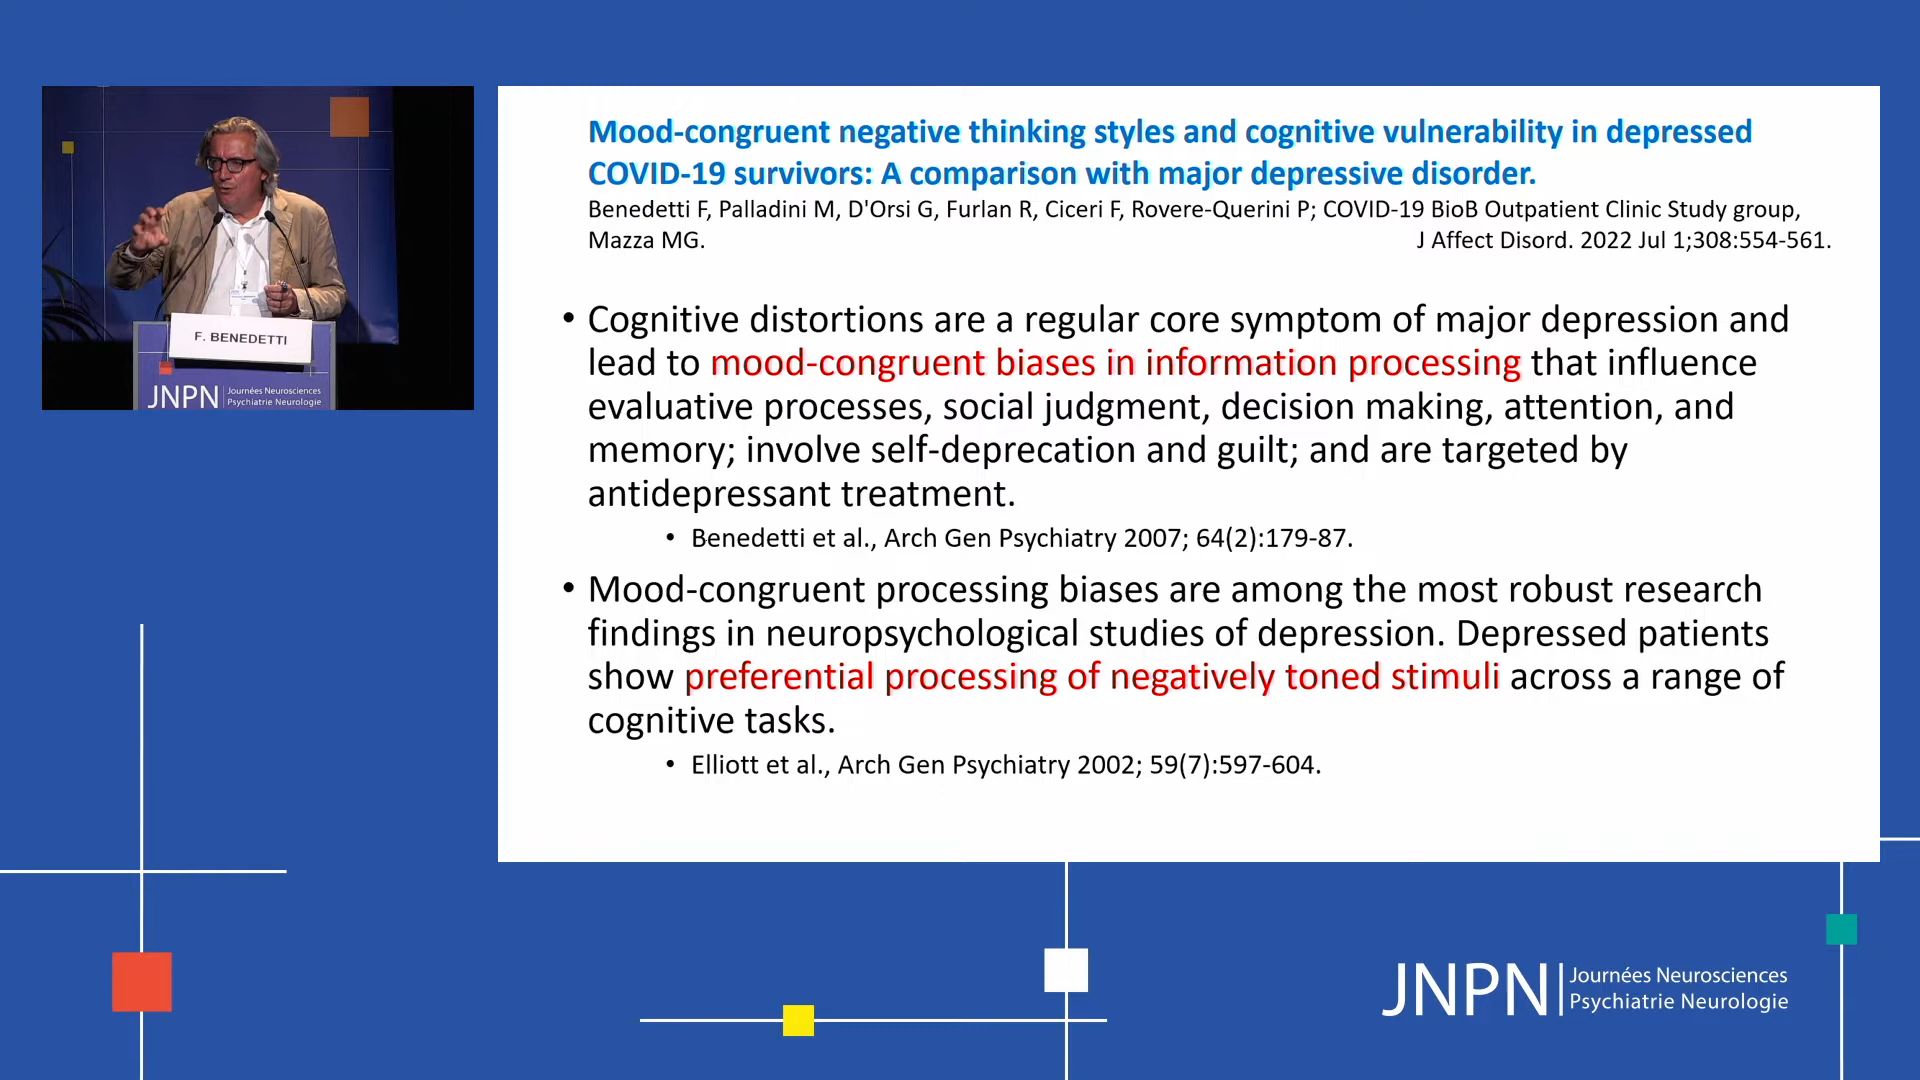 Mood-congruent negative thinking styles and cognitive vulnerability in depressed
COVID-19 survivors: A comparison with major depressive disorder.
Benedetti F, Palladini M, D'Orsi G, Furlan R, Ciceri F, Rovere-Querini P; COVID-19 BioB Outpatient Clinic Study group,
Mazza MG. J Affect Disord. 2022 Jul 1;308:554-561.
• Cognitive distortions are a regular core symptom of major depression and
lead to mood-congruent biases in information processing that influence
evaluative processes, social judgment, decision making, attention, and
memory; involve self-deprecation and guilt; and are targeted by
antidepressant treatment.
• Benedetti et al., Arch Gen Psychiatry 2007; 64(2):179-87.
• Mood-congruent processing biases are among the most robust research
findings in neuropsychological studies of depression. Depressed patients
show preferential processing of negatively toned stimuli across a range of
cognitive tasks.
• Elliott et al., Arch Gen Psychiatry 2002; 59(7):597-604.
F. BENEDETTI
JNPN Journées Neurosciences
Psychiatrie Neurologie
JNPN Journées Neurosciences
Psychiatrie Neurologie